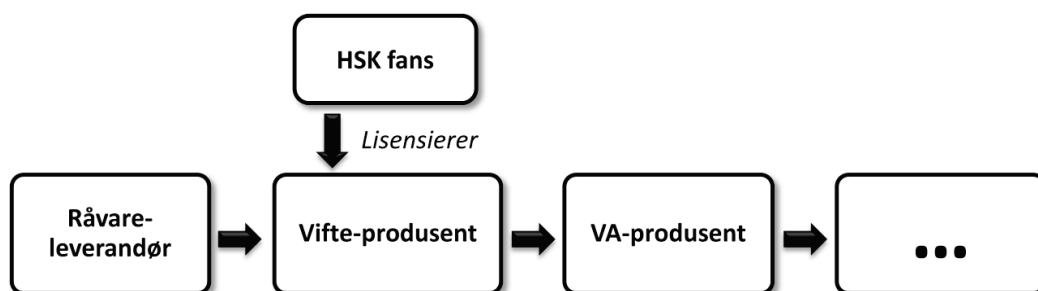 HSK fans
Lisensierer
Råvare-
leverandør
Vifte-produsent
VA-produsent
...